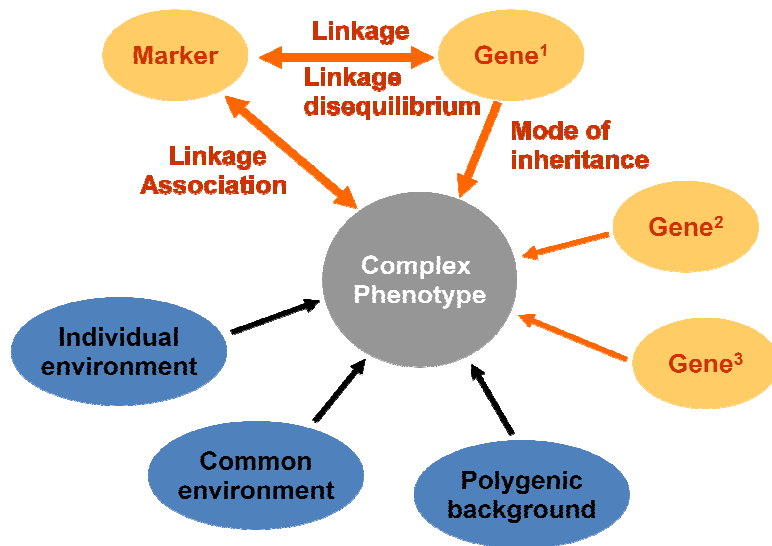 Linkage
Marker
Gene¹
Linkage
disequilibrium
Mode of
inheritance
Linkage
Association
Gene²
Complex
Phenotype
Individual
environment
Gene³
Common
environment
Polygenic
background